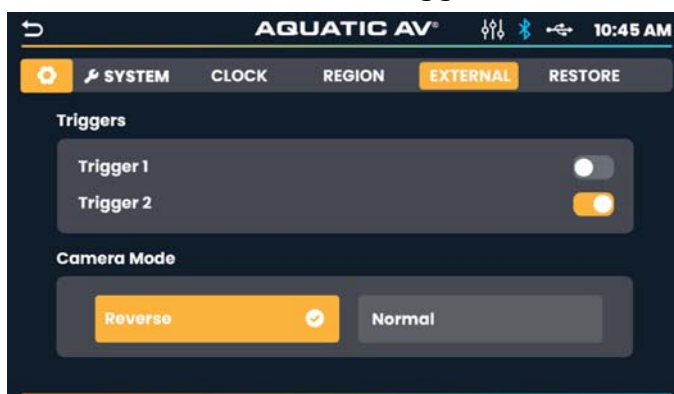 AQUATIC AV® 10:45 AM
SYSTEM CLOCK REGION EXTERNAL RESTORE
Triggers
Trigger 1
Trigger 2
Camera Mode
Reverse Normal